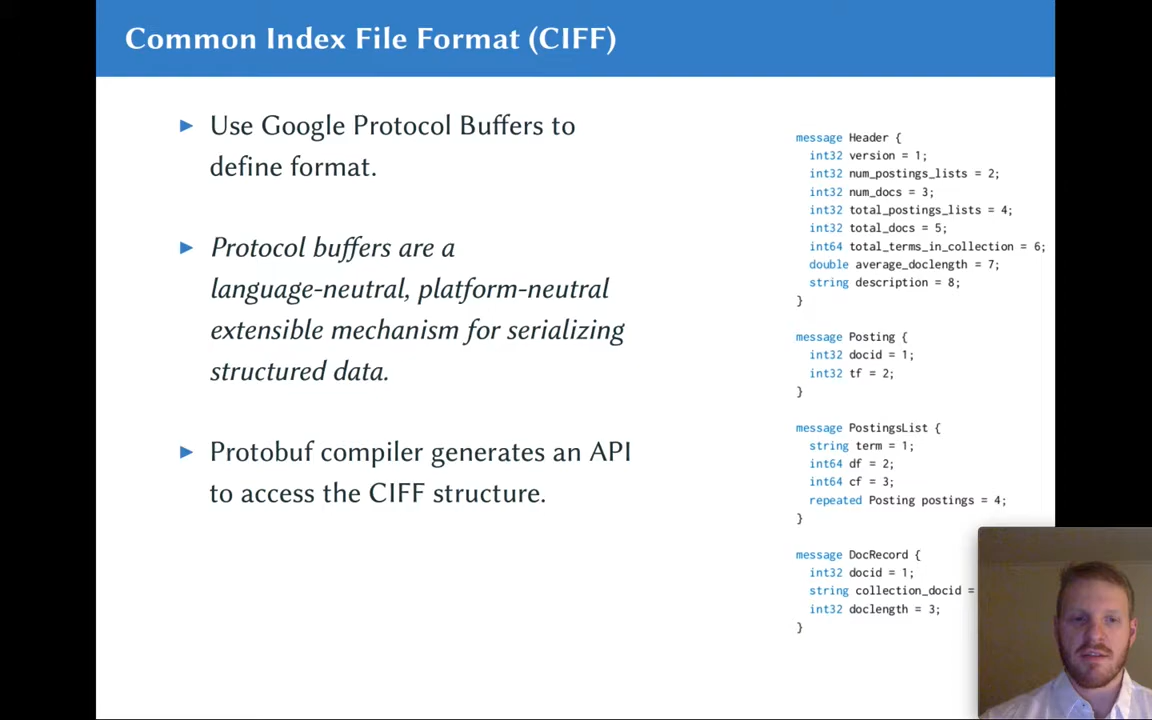 Common Index File Format (CIFF)
▶ Use Google Protocol Buffers to
define format.
▶ Protocol buffers are a
language-neutral, platform-neutral
extensible mechanism for serializing
structured data.
▶ Protobuf compiler generates an API
to access the CIFF structure.
message Header {
int32 version = 1;
int32 num_postings_lists = 2;
int32 num_docs = 3;
int32 total_postings_lists = 4;
int32 total_docs = 5;
int64 total_terms_in_collection = 6;
double average_doclength = 7;
string description = 8;
}
message Posting {
int32 docid = 1;
int32 tf = 2;
}
message PostingsList {
string term = 1;
int64 df = 2;
int64 cf = 3;
repeated Posting postings = 4;
}
message DocRecord {
int32 docid = 1;
string collection_docid =
int32 doclength = 3;
}